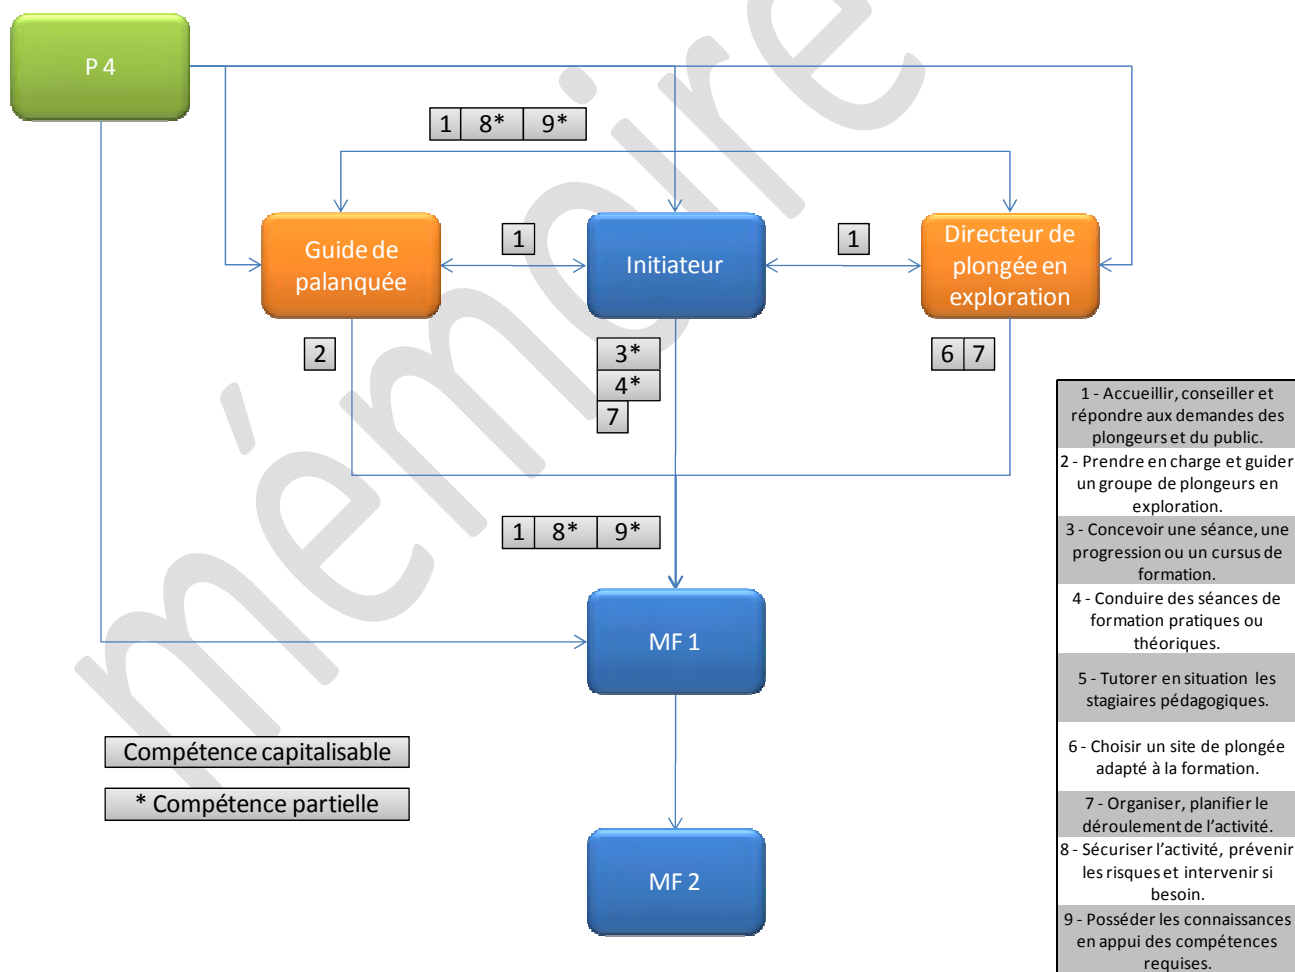 mémoire
P 4
1 8* 9*
Guide de
palanquée
1
Initiateur
1
Directeur de
plongée en
exploration
2
3*
4*
7
6 7
1 8* 9*
MF 1
Compétence capitalisable
* Compétence partielle
MF 2
1 - Accueillir, conseiller et
répondre aux demandes des
plongeurs et du public.
2 - Prendre en charge et guider
un groupe de plongeurs en
exploration.
3 - Concevoir une séance, une
progression ou un cursus de
formation.
4 - Conduire des séances de
formation pratiques ou
théoriques.
5 - Tutorer en situation les
stagiaires pédagogiques.
6 - Choisir un site de plongée
adapté à la formation.
7 - Organiser, planifier le
déroulement de l’activité.
8 - Sécuriser l’activité, prévenir
les risques et intervenir si
besoin.
9 - Posséder les connaissances
en appui des compétences
requises.